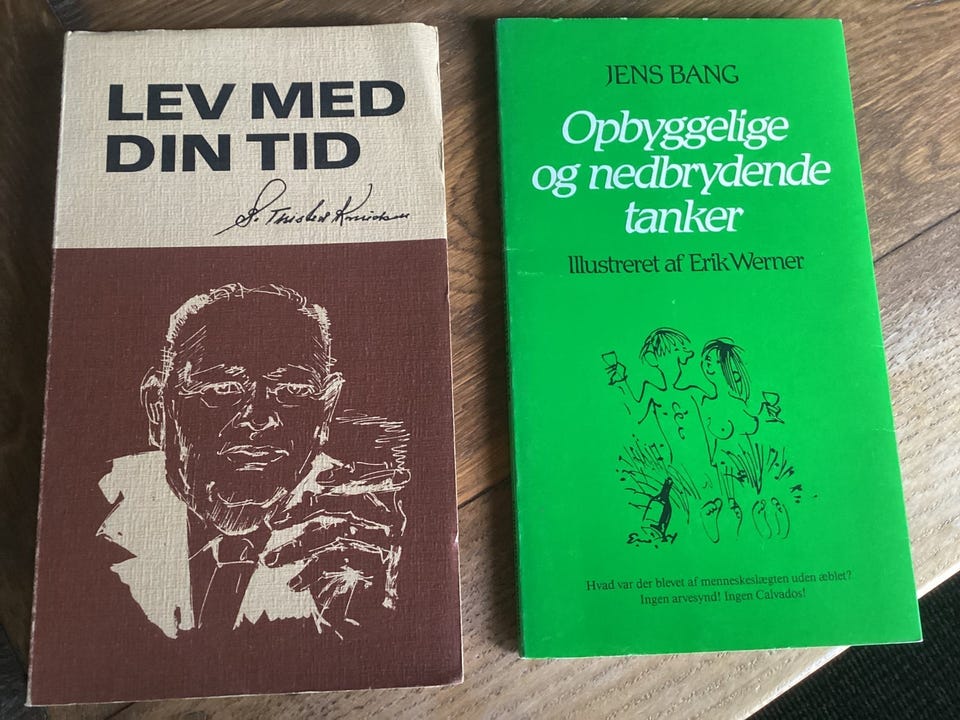 LEV MED
DIN TID
JENS BANG
Opbyggelige
og nedbrydende
tanker
Illustreret af Erik Werner
Hvad var der blevet af menneskeslægten uden æblet?
Ingen arvesynd! Ingen Calvados!